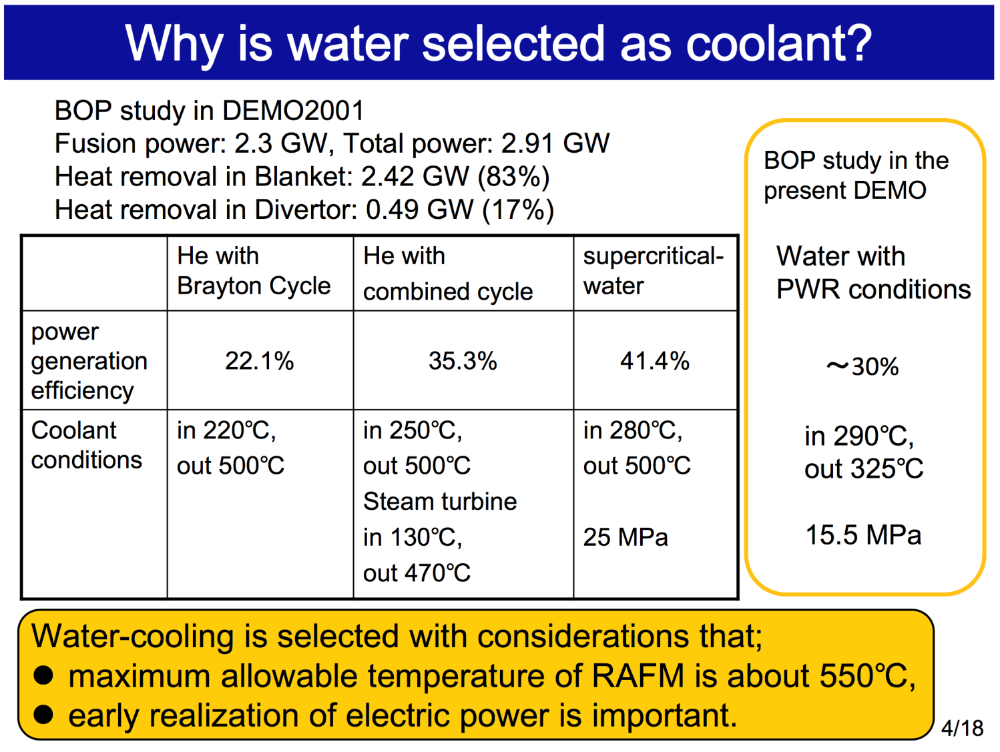 Why is water selected as coolant?
BOP study in DEMO2001
Fusion power: 2.3 GW, Total power: 2.91 GW
Heat removal in Blanket: 2.42 GW (83%)
Heat removal in Divertor: 0.49 GW (17%)
He with
Brayton Cycle
He with
combined cycle
supercritical-
water
power
generation
efficiency
22.1%
35.3%
41.4%
Coolant
conditions
in 220℃,
out 500℃
in 250℃,
out 500℃
Steam turbine
in 130℃,
out 470℃
in 280℃,
out 500℃
25 MPa
BOP study in the
present DEMO
Water with
PWR conditions
～30%
in 290℃,
out 325℃
15.5 MPa
Water-cooling is selected with considerations that;
● maximum allowable temperature of RAFM is about 550℃,
● early realization of electric power is important.
4/18